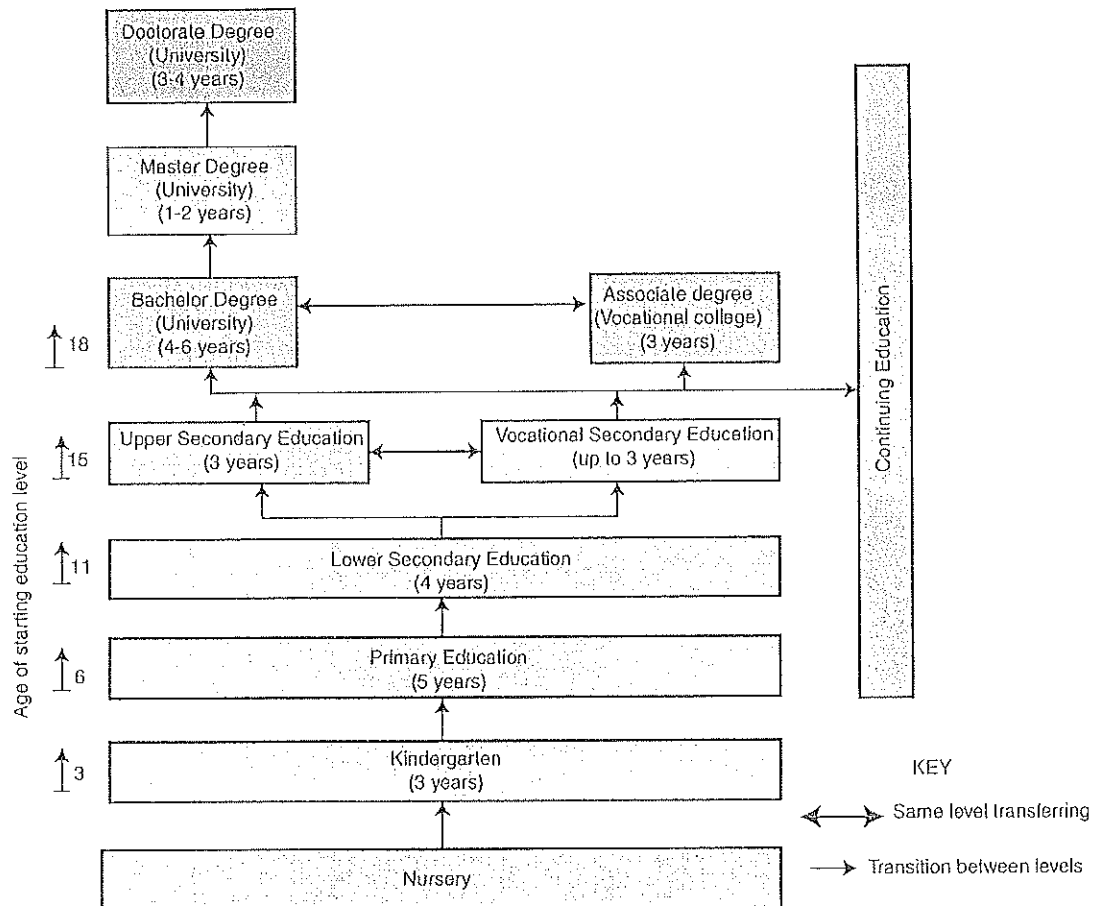 Doctorate Degree
(University)
(3-4 years)
Master Degree
(University)
(1-2 years)
Bachelor Degree
(University)
(4-6 years)
Associate degree
(Vocational college)
(3 years)
18
Upper Secondary Education
(3 years)
Vocational Secondary Education
(up to 3 years)
15
Lower Secondary Education
(4 years)
11
Primary Education
(5 years)
6
Kindergarten
(3 years)
3
Nursery
Age of starting education level
Continuing Education
KEY
Same level transferring
Transition between levels